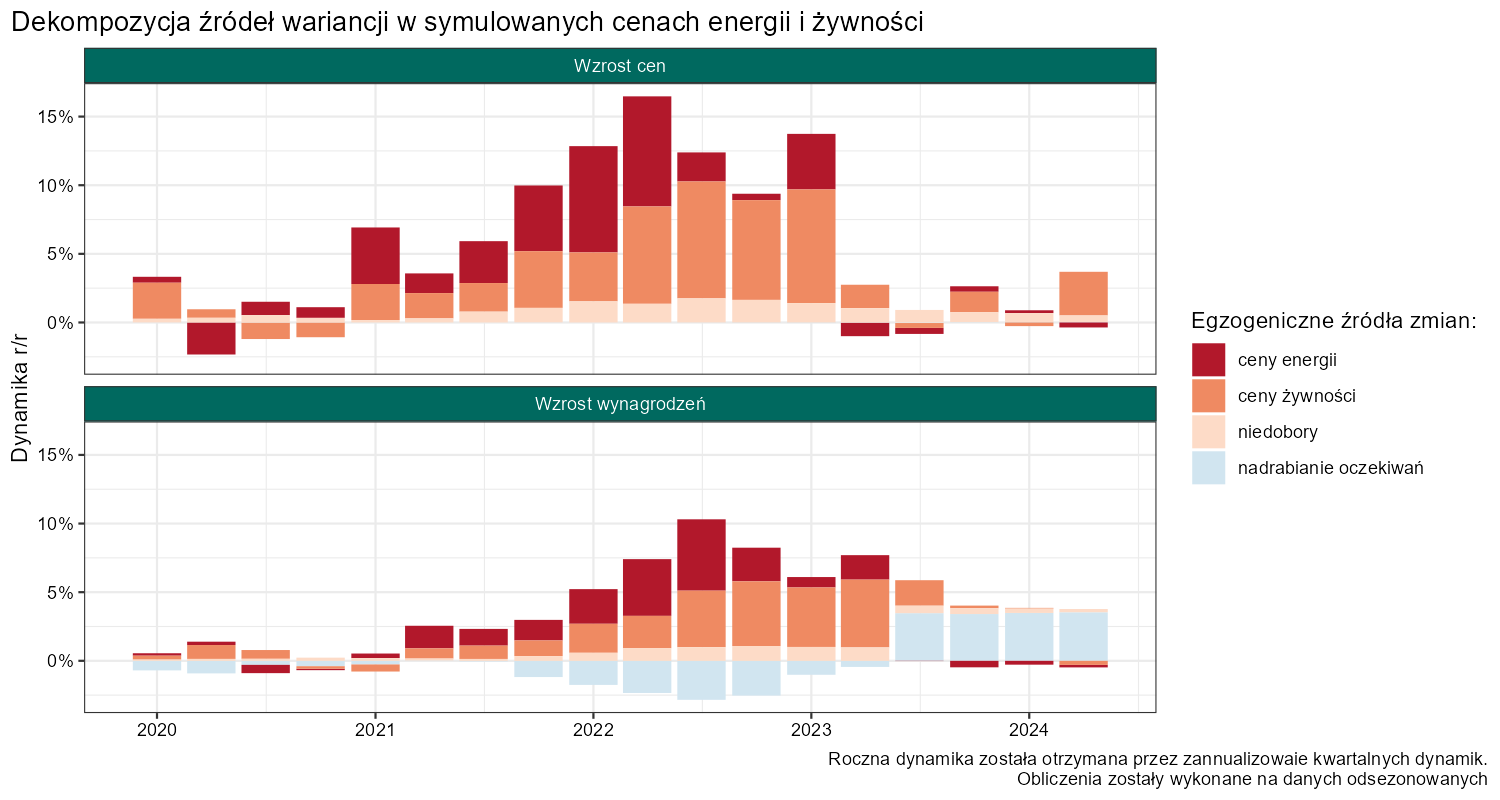 Dekompozycja źródeł wariancji w symulowanych cenach energii i żywności
Wzrost cen
15%
10%
5%
0%
Wzrost wynagrodzeń
15%
10%
5%
0%
Dynamika r/r
2020 2021 2022 2023 2024
Egzogeniczne źródła zmian:
ceny energii
ceny żywności
niedobory
nadrabianie oczekiwań
Roczna dynamika została otrzymana przez zannualizowaie kwartalnych dynamik.
Obliczenia zostały wykonane na danych odsezonowanych